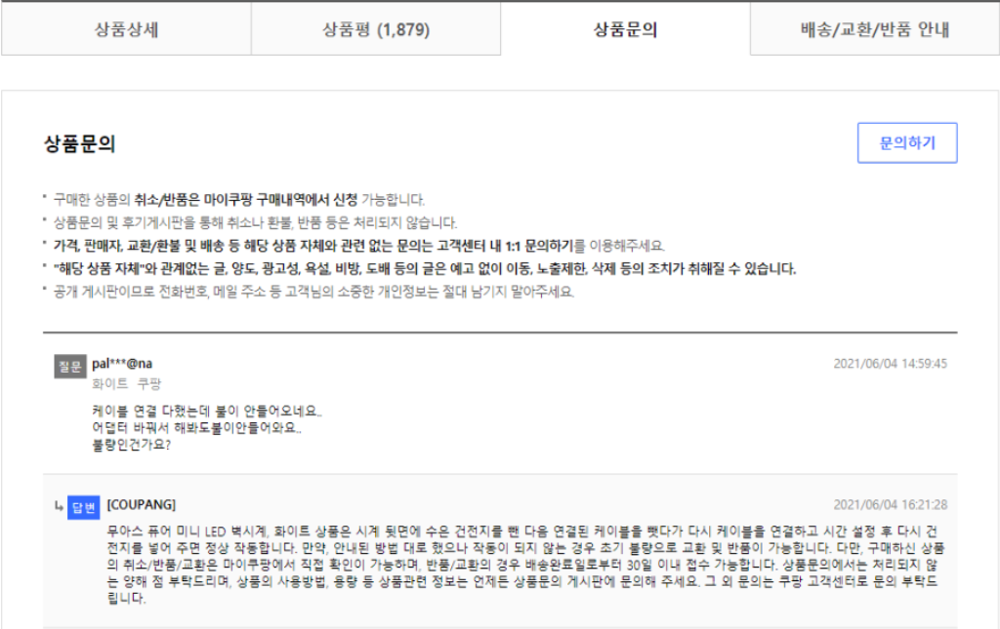 상품상세
상품평 (1,879)
상품문의
배송/교환/반품 안내
상품문의
문의하기
구매한 상품의 취소/반품은 마이쿠팡 구매내역에서 신청 가능합니다.
상품문의 및 후기게시판을 통해 취소나 환불, 반품 등은 처리되지 않습니다.
가격, 판매자, 교환/환불 및 배송 등 해당 상품 자체와 관련 없는 문의는 고객센터 내 1:1 문의하기를 이용해주세요.
"해당 상품 자체"와 관계없는 글, 양도, 광고성, 욕설, 비방, 도배 등의 글은 예고 없이 이동, 노출제한, 삭제 등의 조치가 취해질 수 있습니다.
공개 게시판이므로 전화번호, 메일 주소 등 고객님의 소중한 개인정보는 절대 남기지 말아주세요.
질문 pal***@na 2021/06/04 14:59:45
화이트 쿠팡
케이블 연결 다했는데 불이 안들어오네요..
어댑터 바꿔서 해봐도불이안들어와요..
불량인건가요?
답변 [COUPANG] 2021/06/04 16:21:28
무아스 퓨어 미니 LED 벽시계, 화이트 상품은 시계 뒷면에 수은 건전지를 뺀 다음 연결된 케이블을 뺏다가 다시 케이블을 연결하고 시간 설정 후 다시 건
전지를 넣어 주면 정상 작동합니다. 만약, 안내된 방법 대로 했으나 작동이 되지 않는 경우 초기 불량으로 교환 및 반품이 가능합니다. 다만, 구매하신 상품
의 취소/반품/교환은 마이쿠팡에서 직접 확인이 가능하며, 반품/교환의 경우 배송완료일로부터 30일 이내 접수 가능합니다. 상품문의에서는 처리되지 않
는 양해 점 부탁드리며, 상품의 사용방법, 용량 등 상품관련 정보는 언제든 상품문의 게시판에 문의해 주세요. 그 외 문의는 쿠팡 고객센터로 문의 부탁드
립니다.